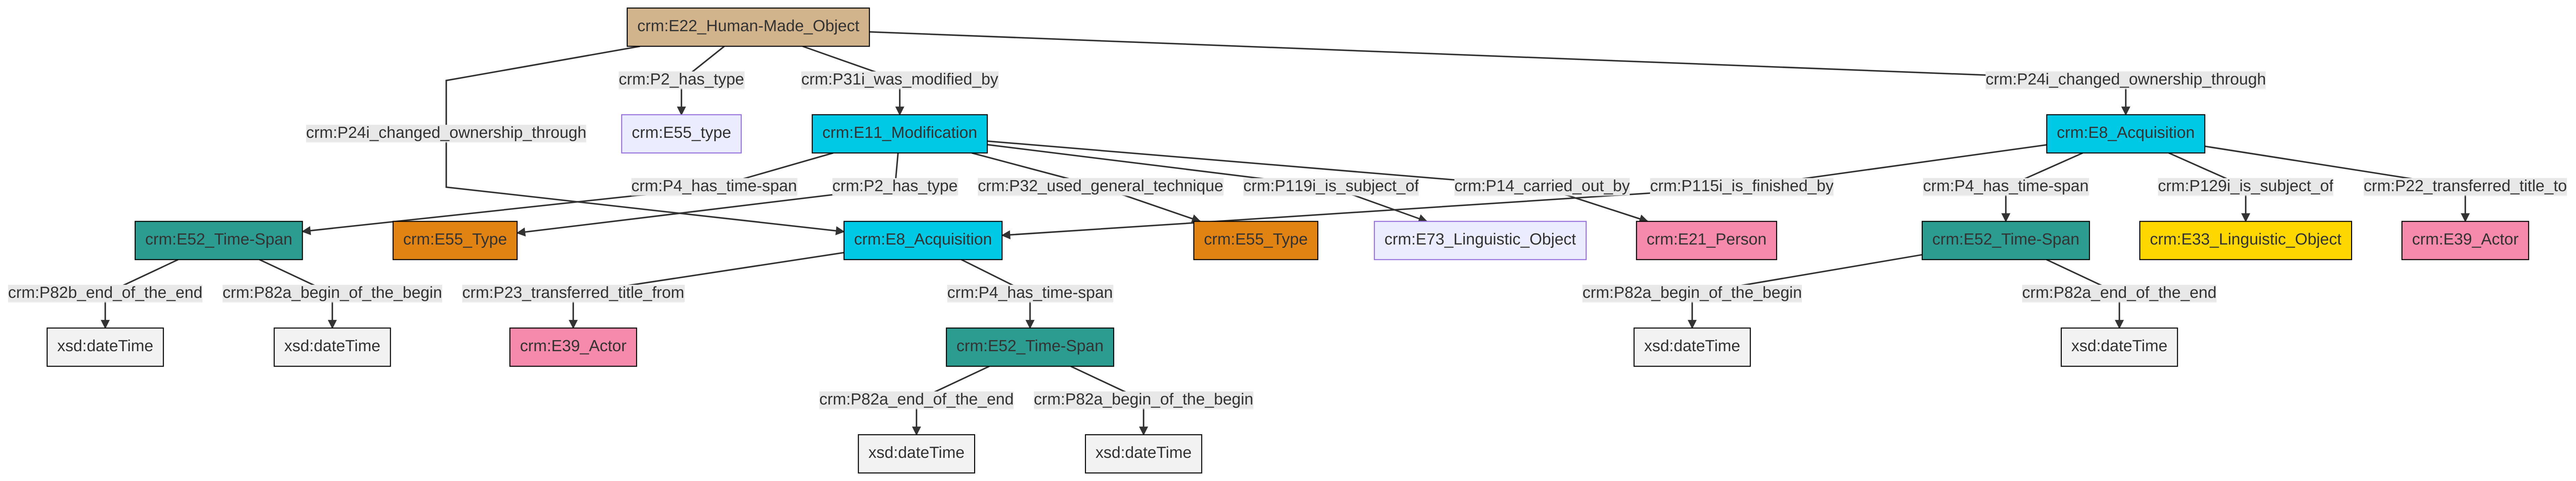 crm:E22_Human-Made_Object
crm:P2_has_type
crm:P31i_was_modified_by
crm:P24i_changed_ownership_through
crm:P24i_changed_ownership_through
crm:E55_type
crm:E11_Modification
crm:E8_Acquisition
crm:P4_has_time-span
crm:P2_has_type
crm:P32_used_general_technique
crm:P119i_is_subject_of
crm:P14_carried_out_by
crm:P115i_is_finished_by
crm:P4_has_time-span
crm:P129i_is_subject_of
crm:P22_transferred_title_to
crm:E52_Time-Span
crm:E55_Type
crm:E8_Acquisition
crm:E55_Type
crm:E73_Linguistic_Object
crm:E21_Person
crm:E52_Time-Span
crm:E33_Linguistic_Object
crm:E39_Actor
crm:P82b_end_of_the_end
crm:P82a_begin_of_the_begin
crm:P23_transferred_title_from
crm:P4_has_time-span
crm:P82a_begin_of_the_begin
crm:P82a_end_of_the_end
xsd:dateTime
xsd:dateTime
crm:E39_Actor
crm:E52_Time-Span
xsd:dateTime
xsd:dateTime
crm:P82a_end_of_the_end
crm:P82a_begin_of_the_begin
xsd:dateTime
xsd:dateTime